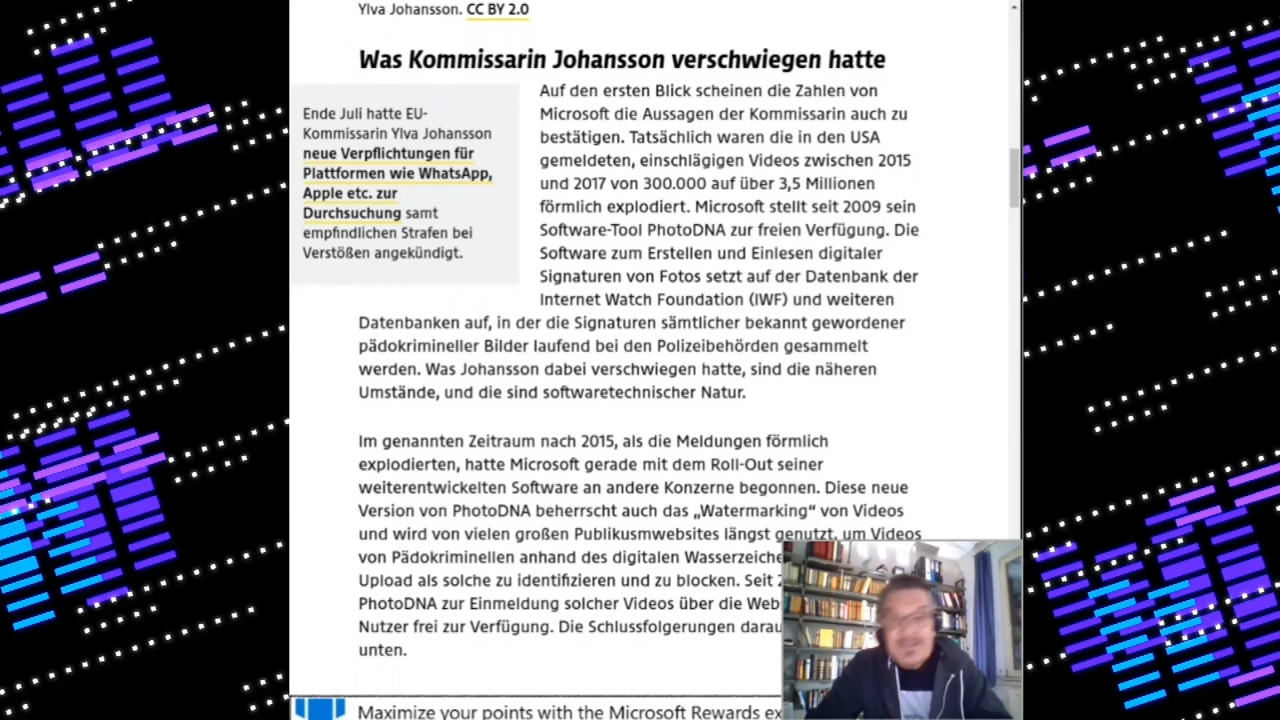 Ylva Johansson. CC BY 2.0
Was Kommissarin Johansson verschwiegen hatte
Ende Juli hatte EU-
Kommissarin Ylva Johansson
neue Verpflichtungen für
Plattformen wie WhatsApp,
Apple etc. zur
Durchsuchung samt
empfindlichen Strafen bei
Verstößen angekündigt.
Auf den ersten Blick scheinen die Zahlen von
Microsoft die Aussagen der Kommissarin auch zu
bestätigen. Tatsächlich waren die in den USA
gemeldeten, einschlägigen Videos zwischen 2015
und 2017 von 300.000 auf über 3,5 Millionen
förmlich explodiert. Microsoft stellt seit 2009 sein
Software-Tool PhotoDNA zur freien Verfügung. Die
Software zum Erstellen und Einlesen digitaler
Signaturen von Fotos setzt auf der Datenbank der
Internet Watch Foundation (IWF) und weiteren
Datenbanken auf, in der die Signaturen sämtlicher bekannt gewordener
pädokrimineller Bilder laufend bei den Polizeibehörden gesammelt
werden. Was Johansson dabei verschwiegen hatte, sind die näheren
Umstände, und die sind softwaretechnischer Natur.
Im genannten Zeitraum nach 2015, als die Meldungen förmlich
explodierten, hatte Microsoft gerade mit dem Roll-Out seiner
weiterentwickelten Software an andere Konzerne begonnen. Diese neue
Version von PhotoDNA beherrscht auch das „Watermarking“ von Videos
und wird von vielen großen Publikumwebsites längst genutzt, um Videos
von Pädokriminellen anhand des digitalen Wasserzeiche
Upload als solche zu identifizieren und zu blocken. Seit
PhotoDNA zur Einmeldung solcher Videos über die Web
Nutzer frei zur Verfügung. Die Schlussfolgerungen darau
unten.
Maximize your points with the Microsoft Rewards ex